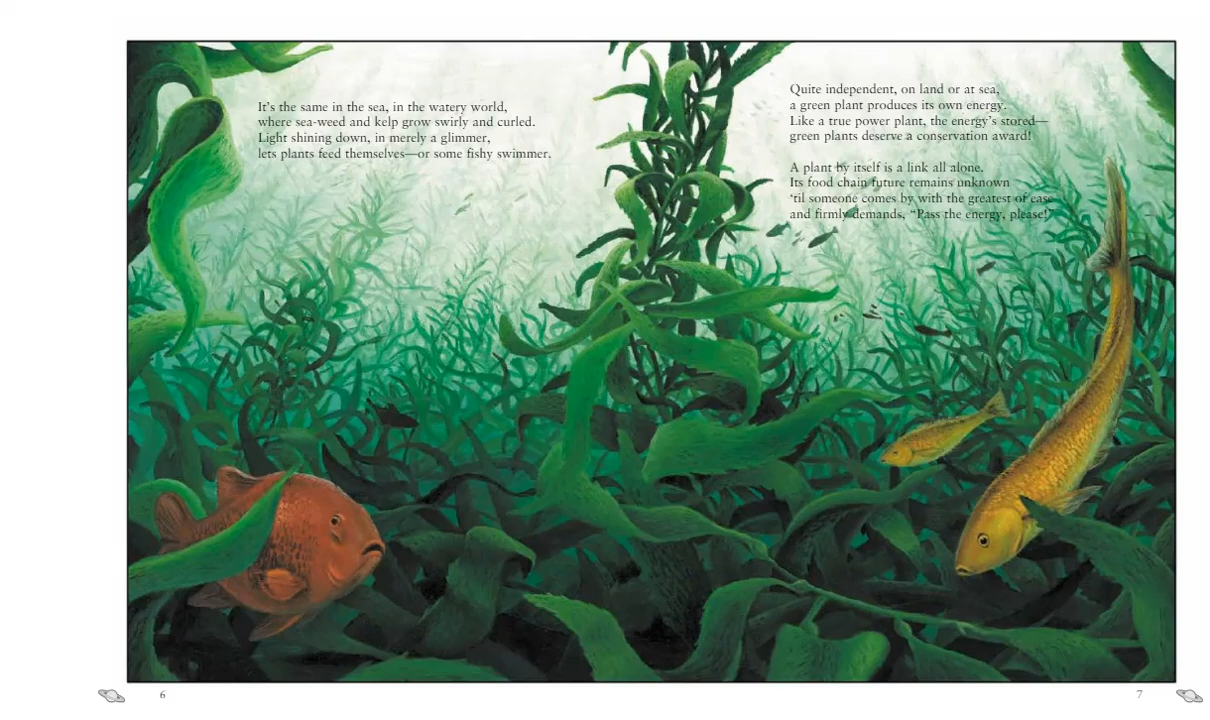 It's the same in the sea, in the watery world,
where sea-weed and kelp grow swirly and curled.
Light shining down, in merely a glimmer,
lets plants feed themselves—or some fishy swimmer.
Quite independent, on land or at sea,
a green plant produces its own energy.
Like a true power plant, the energy's stored—
green plants deserve a conservation award!
A plant by itself is a link all alone.
Its food chain future remains unknown
'til someone comes by with the greatest of ease
and firmly demands, “Pass the energy, please!”
6
7